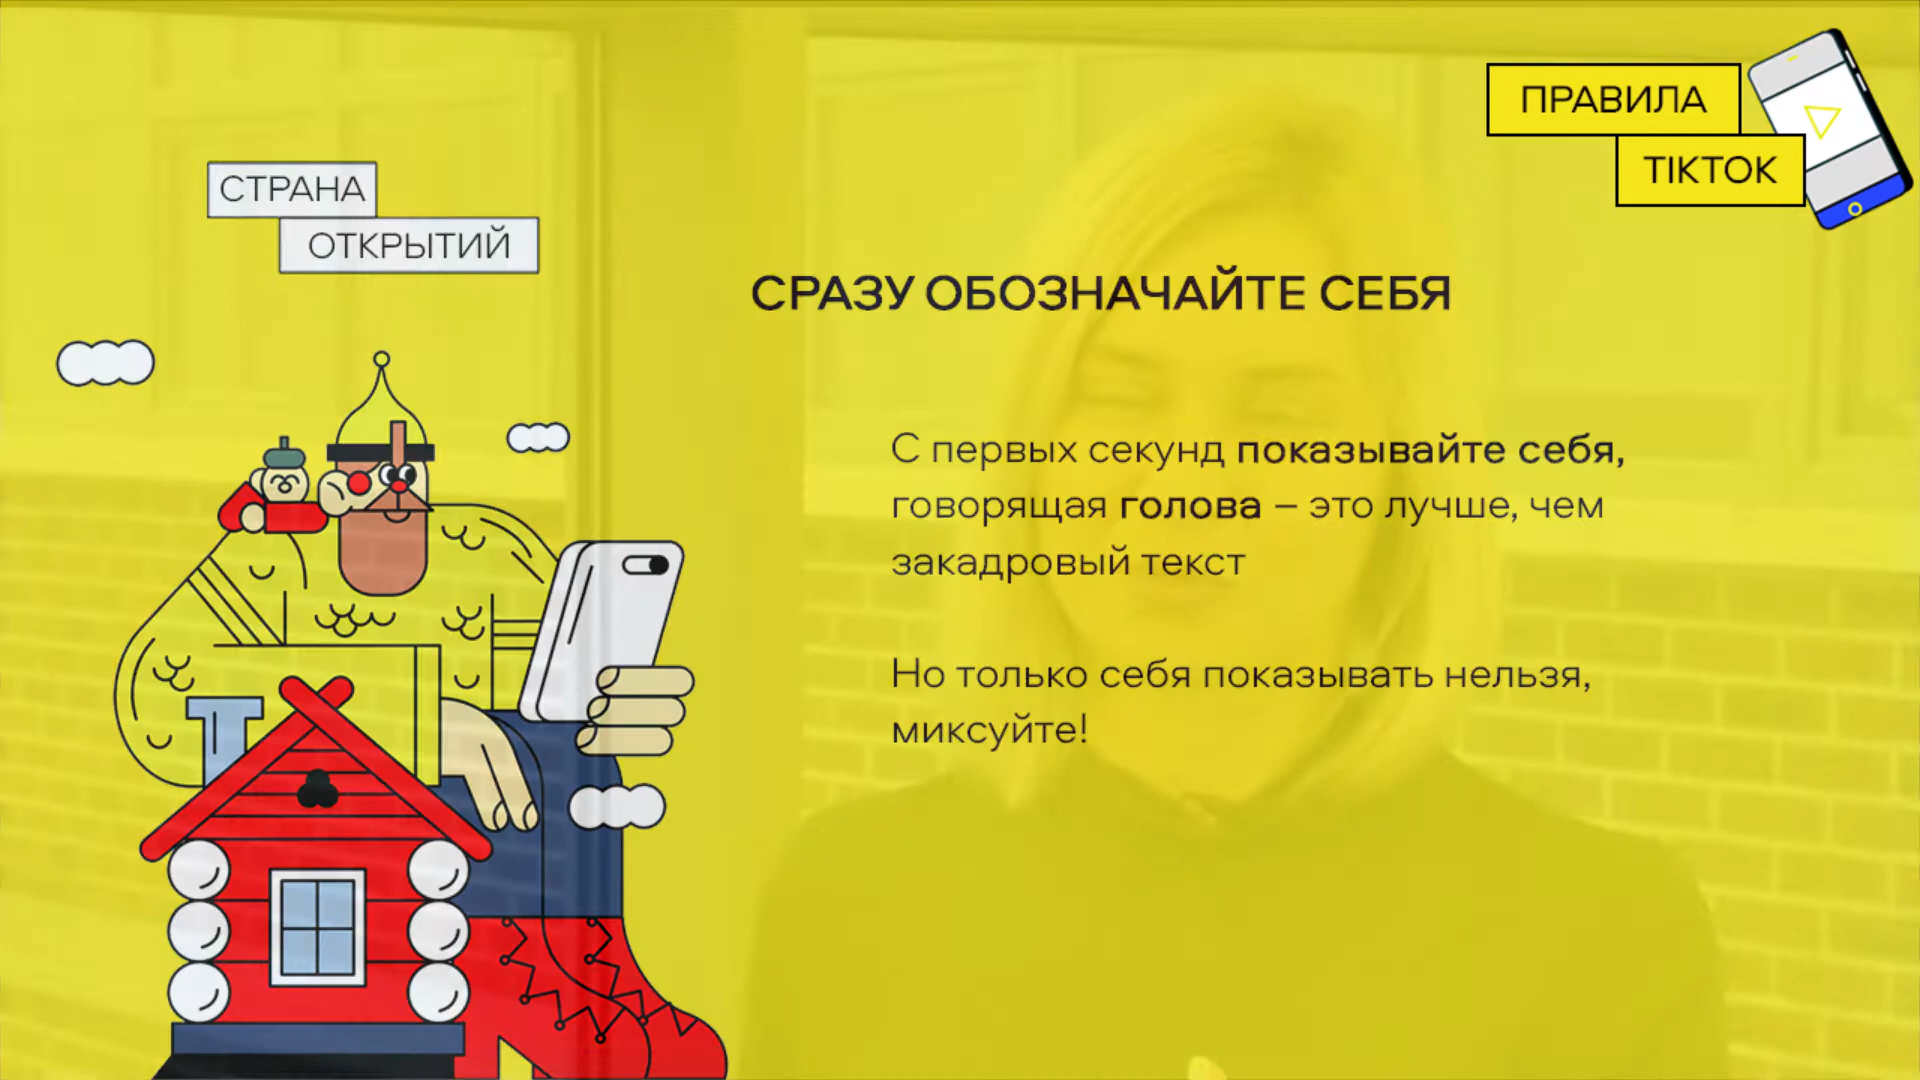 ПРАВИЛА
TIKTOK
СТРАНА
ОТКРЫТИЙ
СРАЗУ ОБОЗНАЧАЙТЕ СЕБЯ
С первых секунд показывайте себя,
говорящая голова – это лучше, чем
закадровый текст
Но только себя показывать нельзя,
миксуйте!